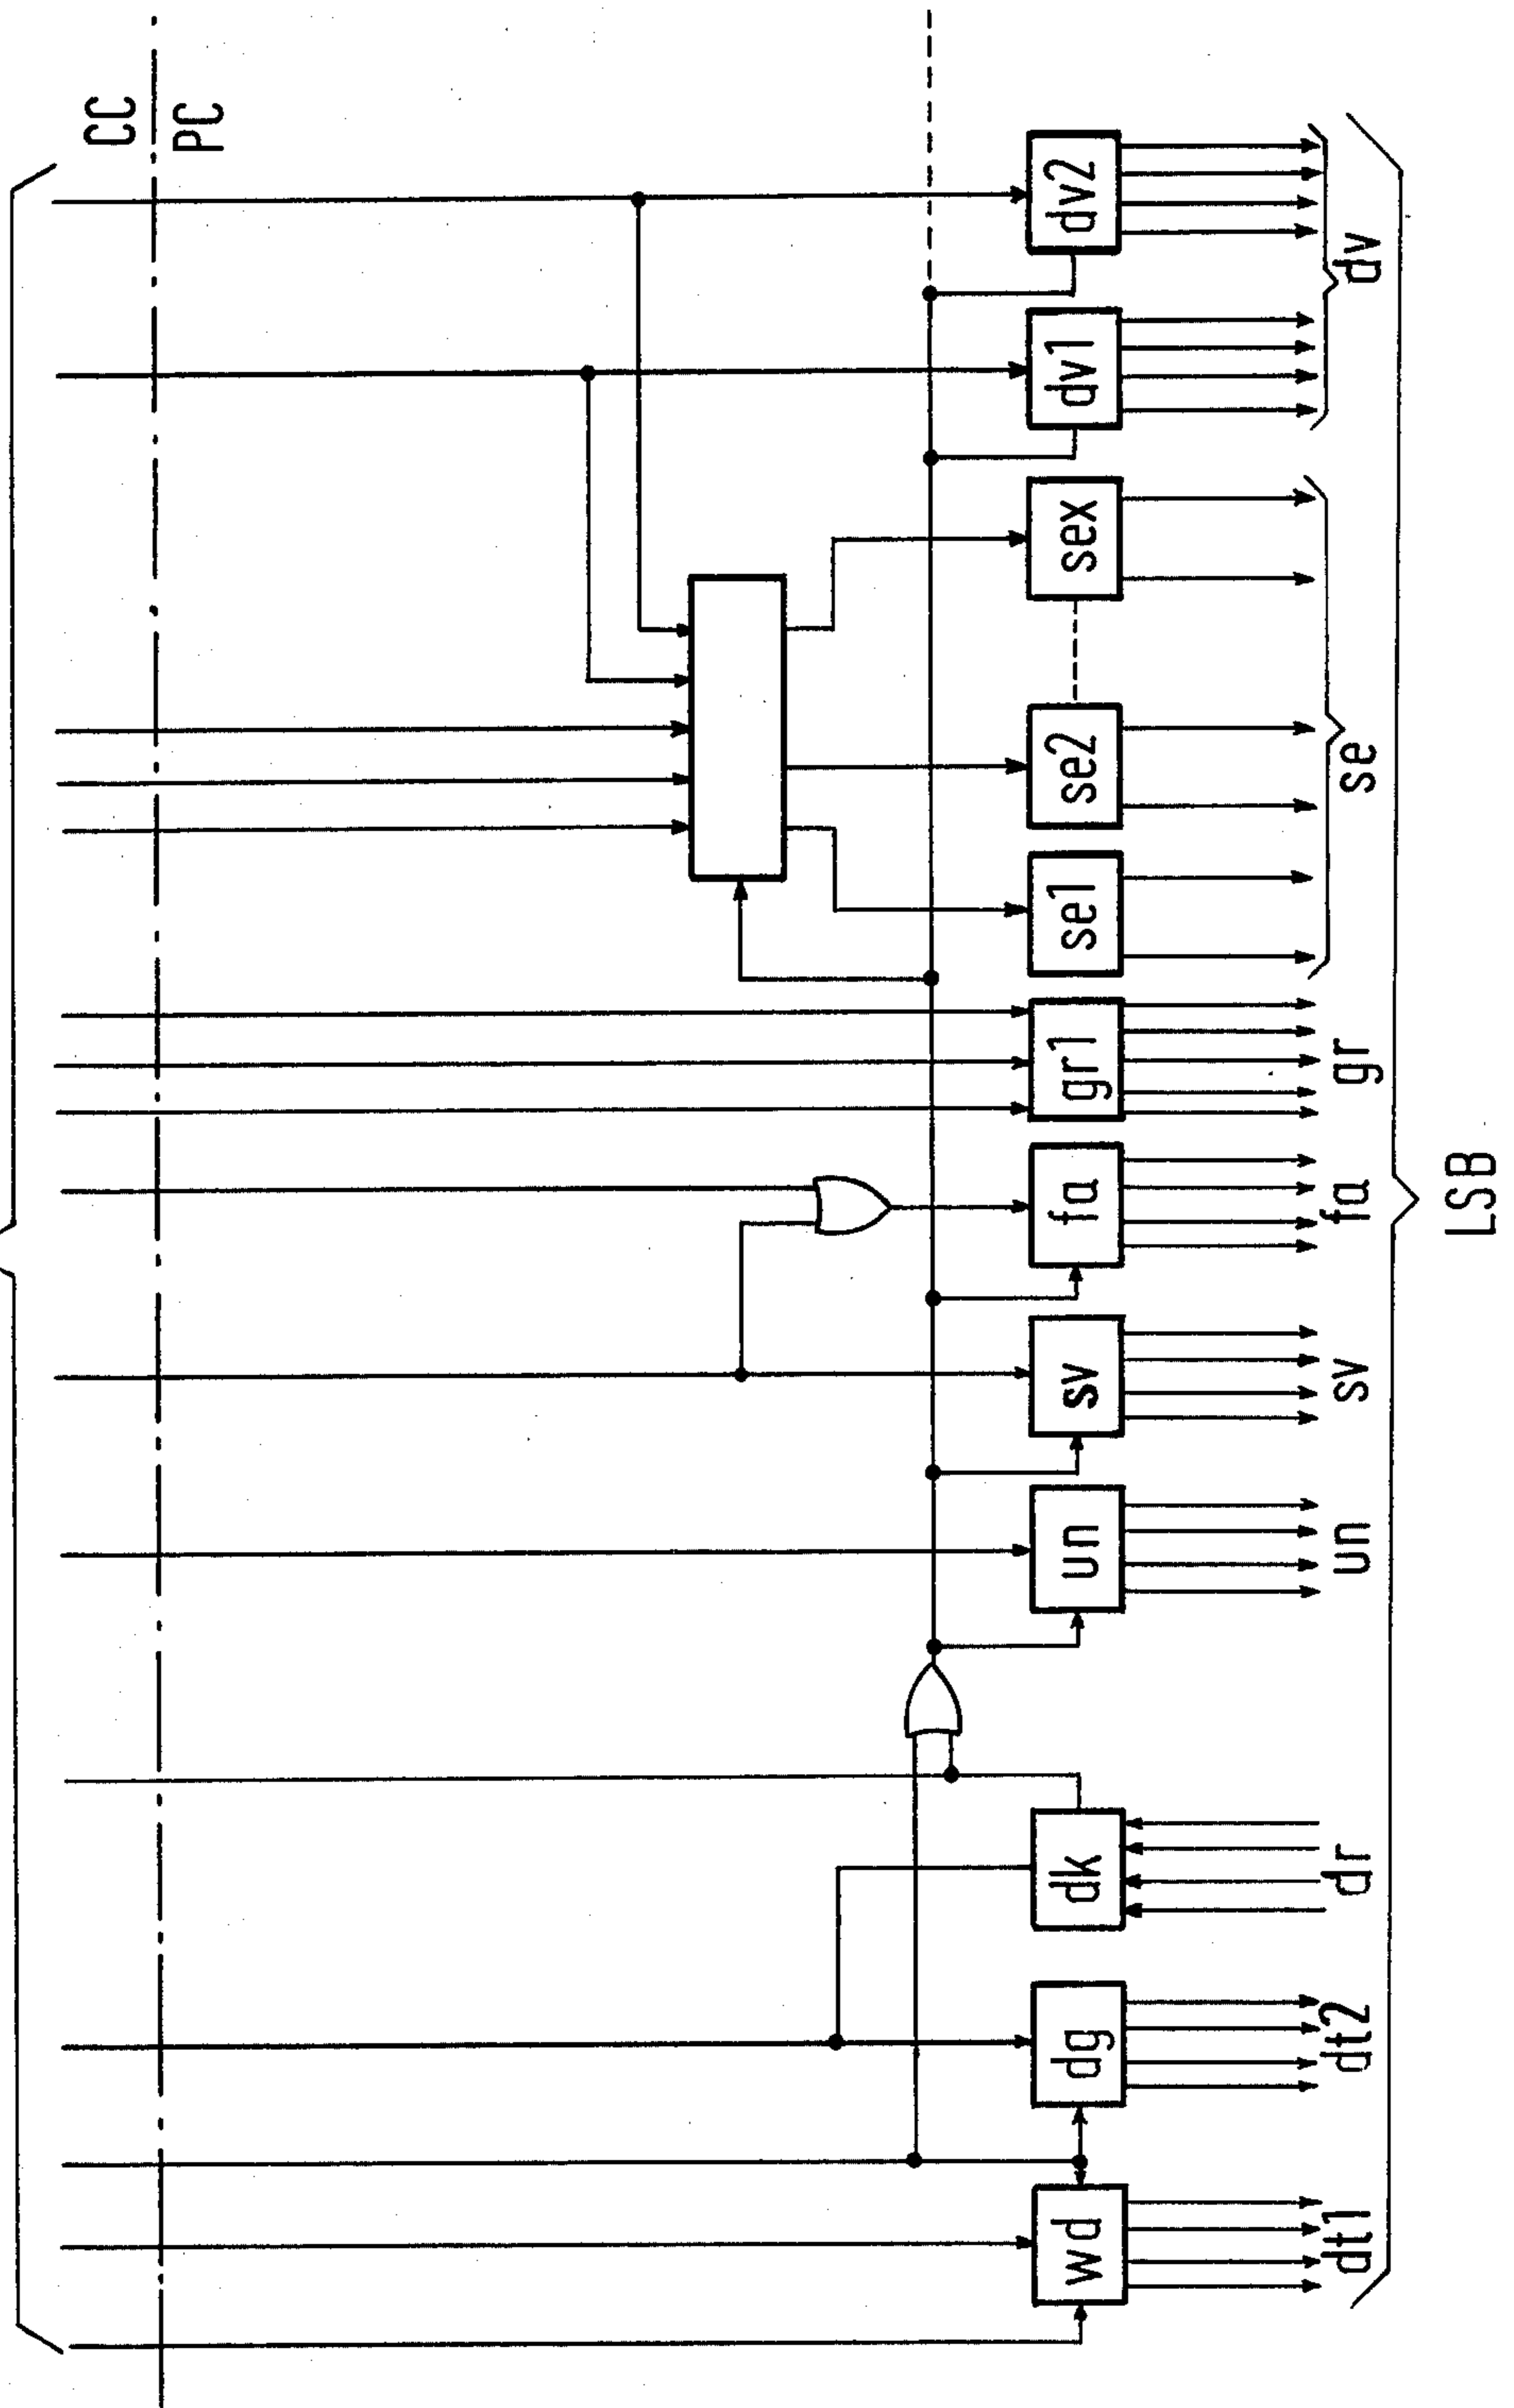 CC
PC
wd
dg
dk
un
sv
fa
gr1
se1
se2
sex
dv1
dv2
dt1
dt2
dr
un
sv
fa
gr
se
dv
LSB